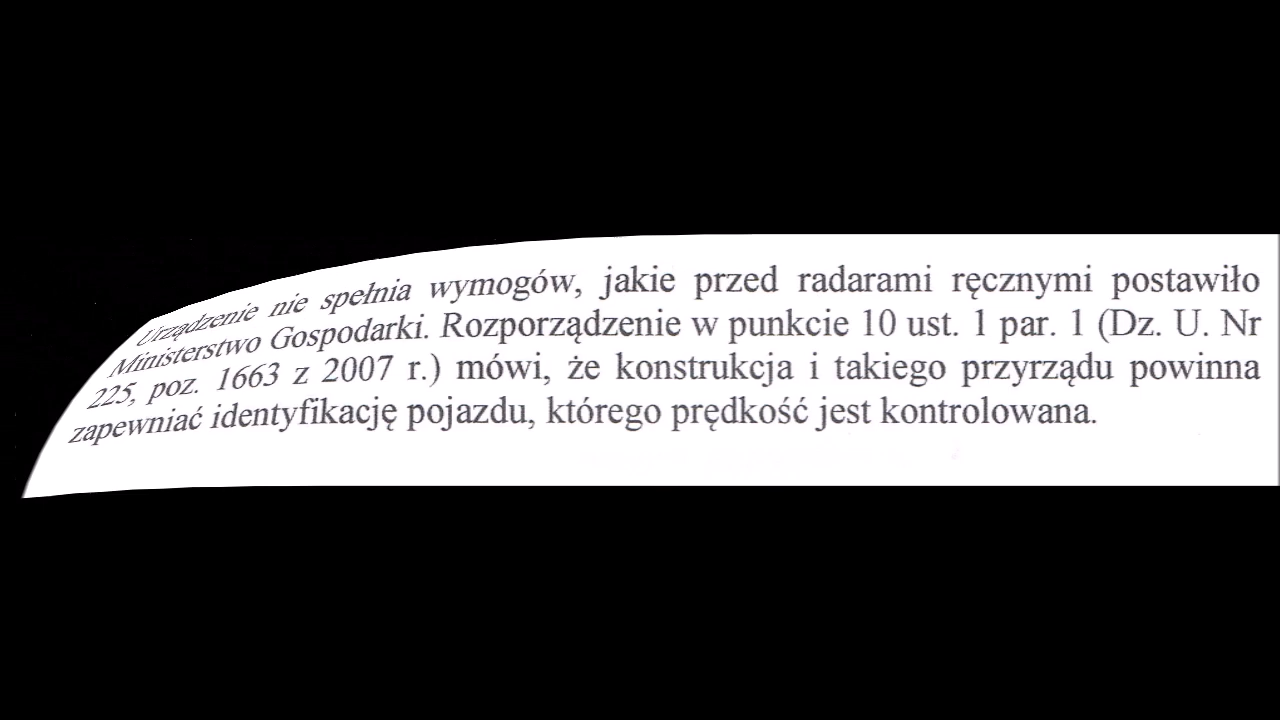 Urządzenie nie spełnia wymogów, jakie przed radarami ręcznymi postawiło
Ministerstwo Gospodarki. Rozporządzenie w punkcie 10 ust. 1 par. 1 (Dz. U. Nr
225, poz. 1663 z 2007 r.) mówi, że konstrukcja i takiego przyrządu powinna
zapewniać identyfikację pojazdu, którego prędkość jest kontrolowana.